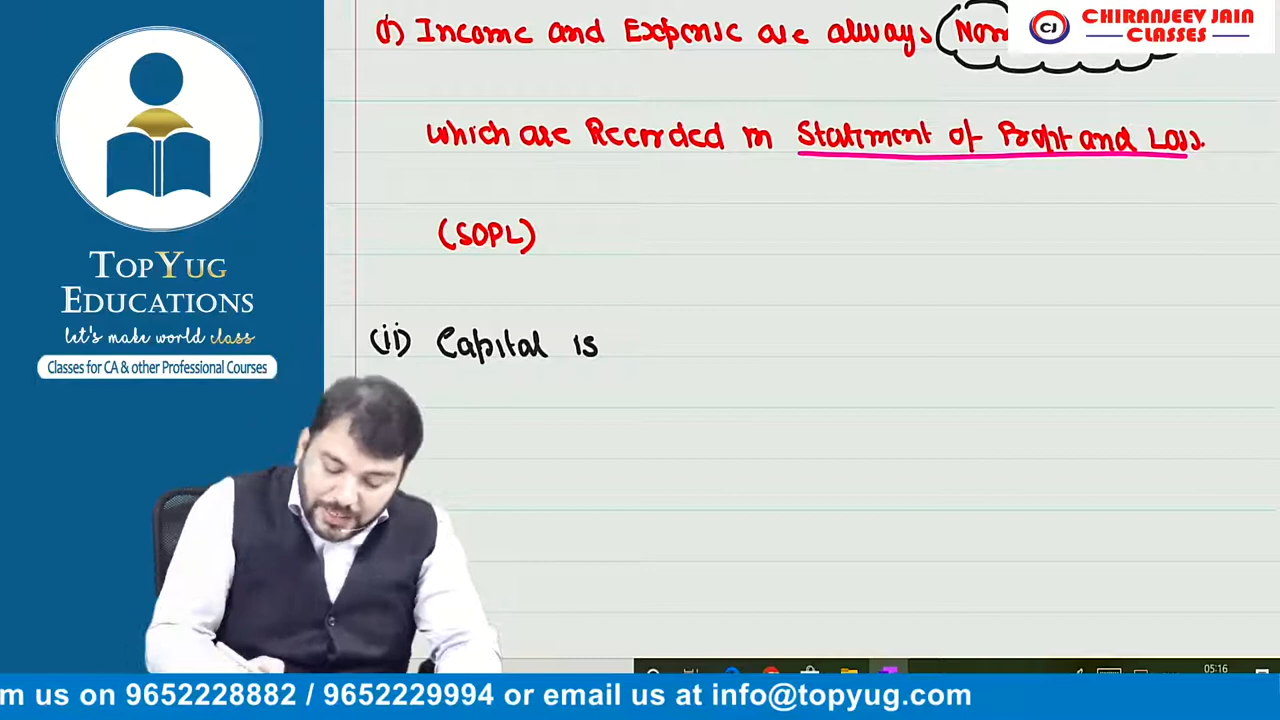 CHIRANJEEV JAIN
CLASSES
CJ
(i) Income and Expense are always (Nom
which are Recorded in Statement of Profit and Loss.
(SOPL)
(ii) Capital is
TOPYUG
EDUCATIONS
let's make world class
Classes for CA & other Professional Courses
05:16
m us on 9652228882 / 9652229994 or email us at info@topyug.com